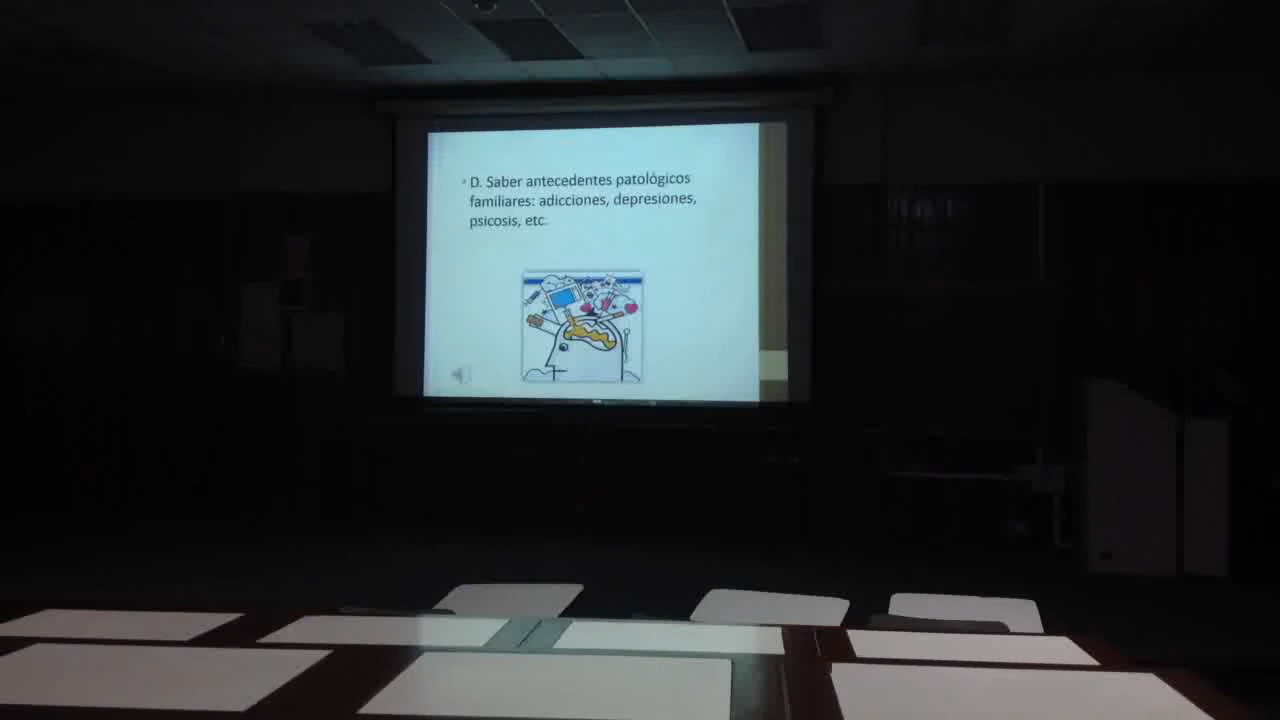 D. Saber antecedentes patológicos
familiares: adicciones, depresiones,
psicosis, etc.